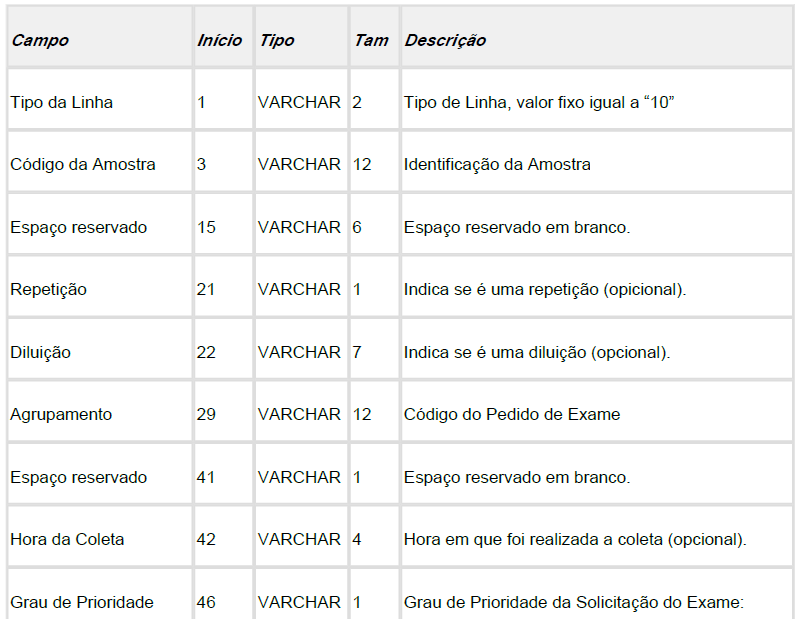 Campo Início Tipo Tam Descrição
Tipo da Linha 1 VARCHAR 2 Tipo de Linha, valor fixo igual a “10”
Código da Amostra 3 VARCHAR 12 Identificação da Amostra
Espaço reservado 15 VARCHAR 6 Espaço reservado em branco.
Repetição 21 VARCHAR 1 Indica se é uma repetição (opicional).
Diluição 22 VARCHAR 7 Indica se é uma diluição (opcional).
Agrupamento 29 VARCHAR 12 Código do Pedido de Exame
Espaço reservado 41 VARCHAR 1 Espaço reservado em branco.
Hora da Coleta 42 VARCHAR 4 Hora em que foi realizada a coleta (opcional).
Grau de Prioridade 46 VARCHAR 1 Grau de Prioridade da Solicitação do Exame: